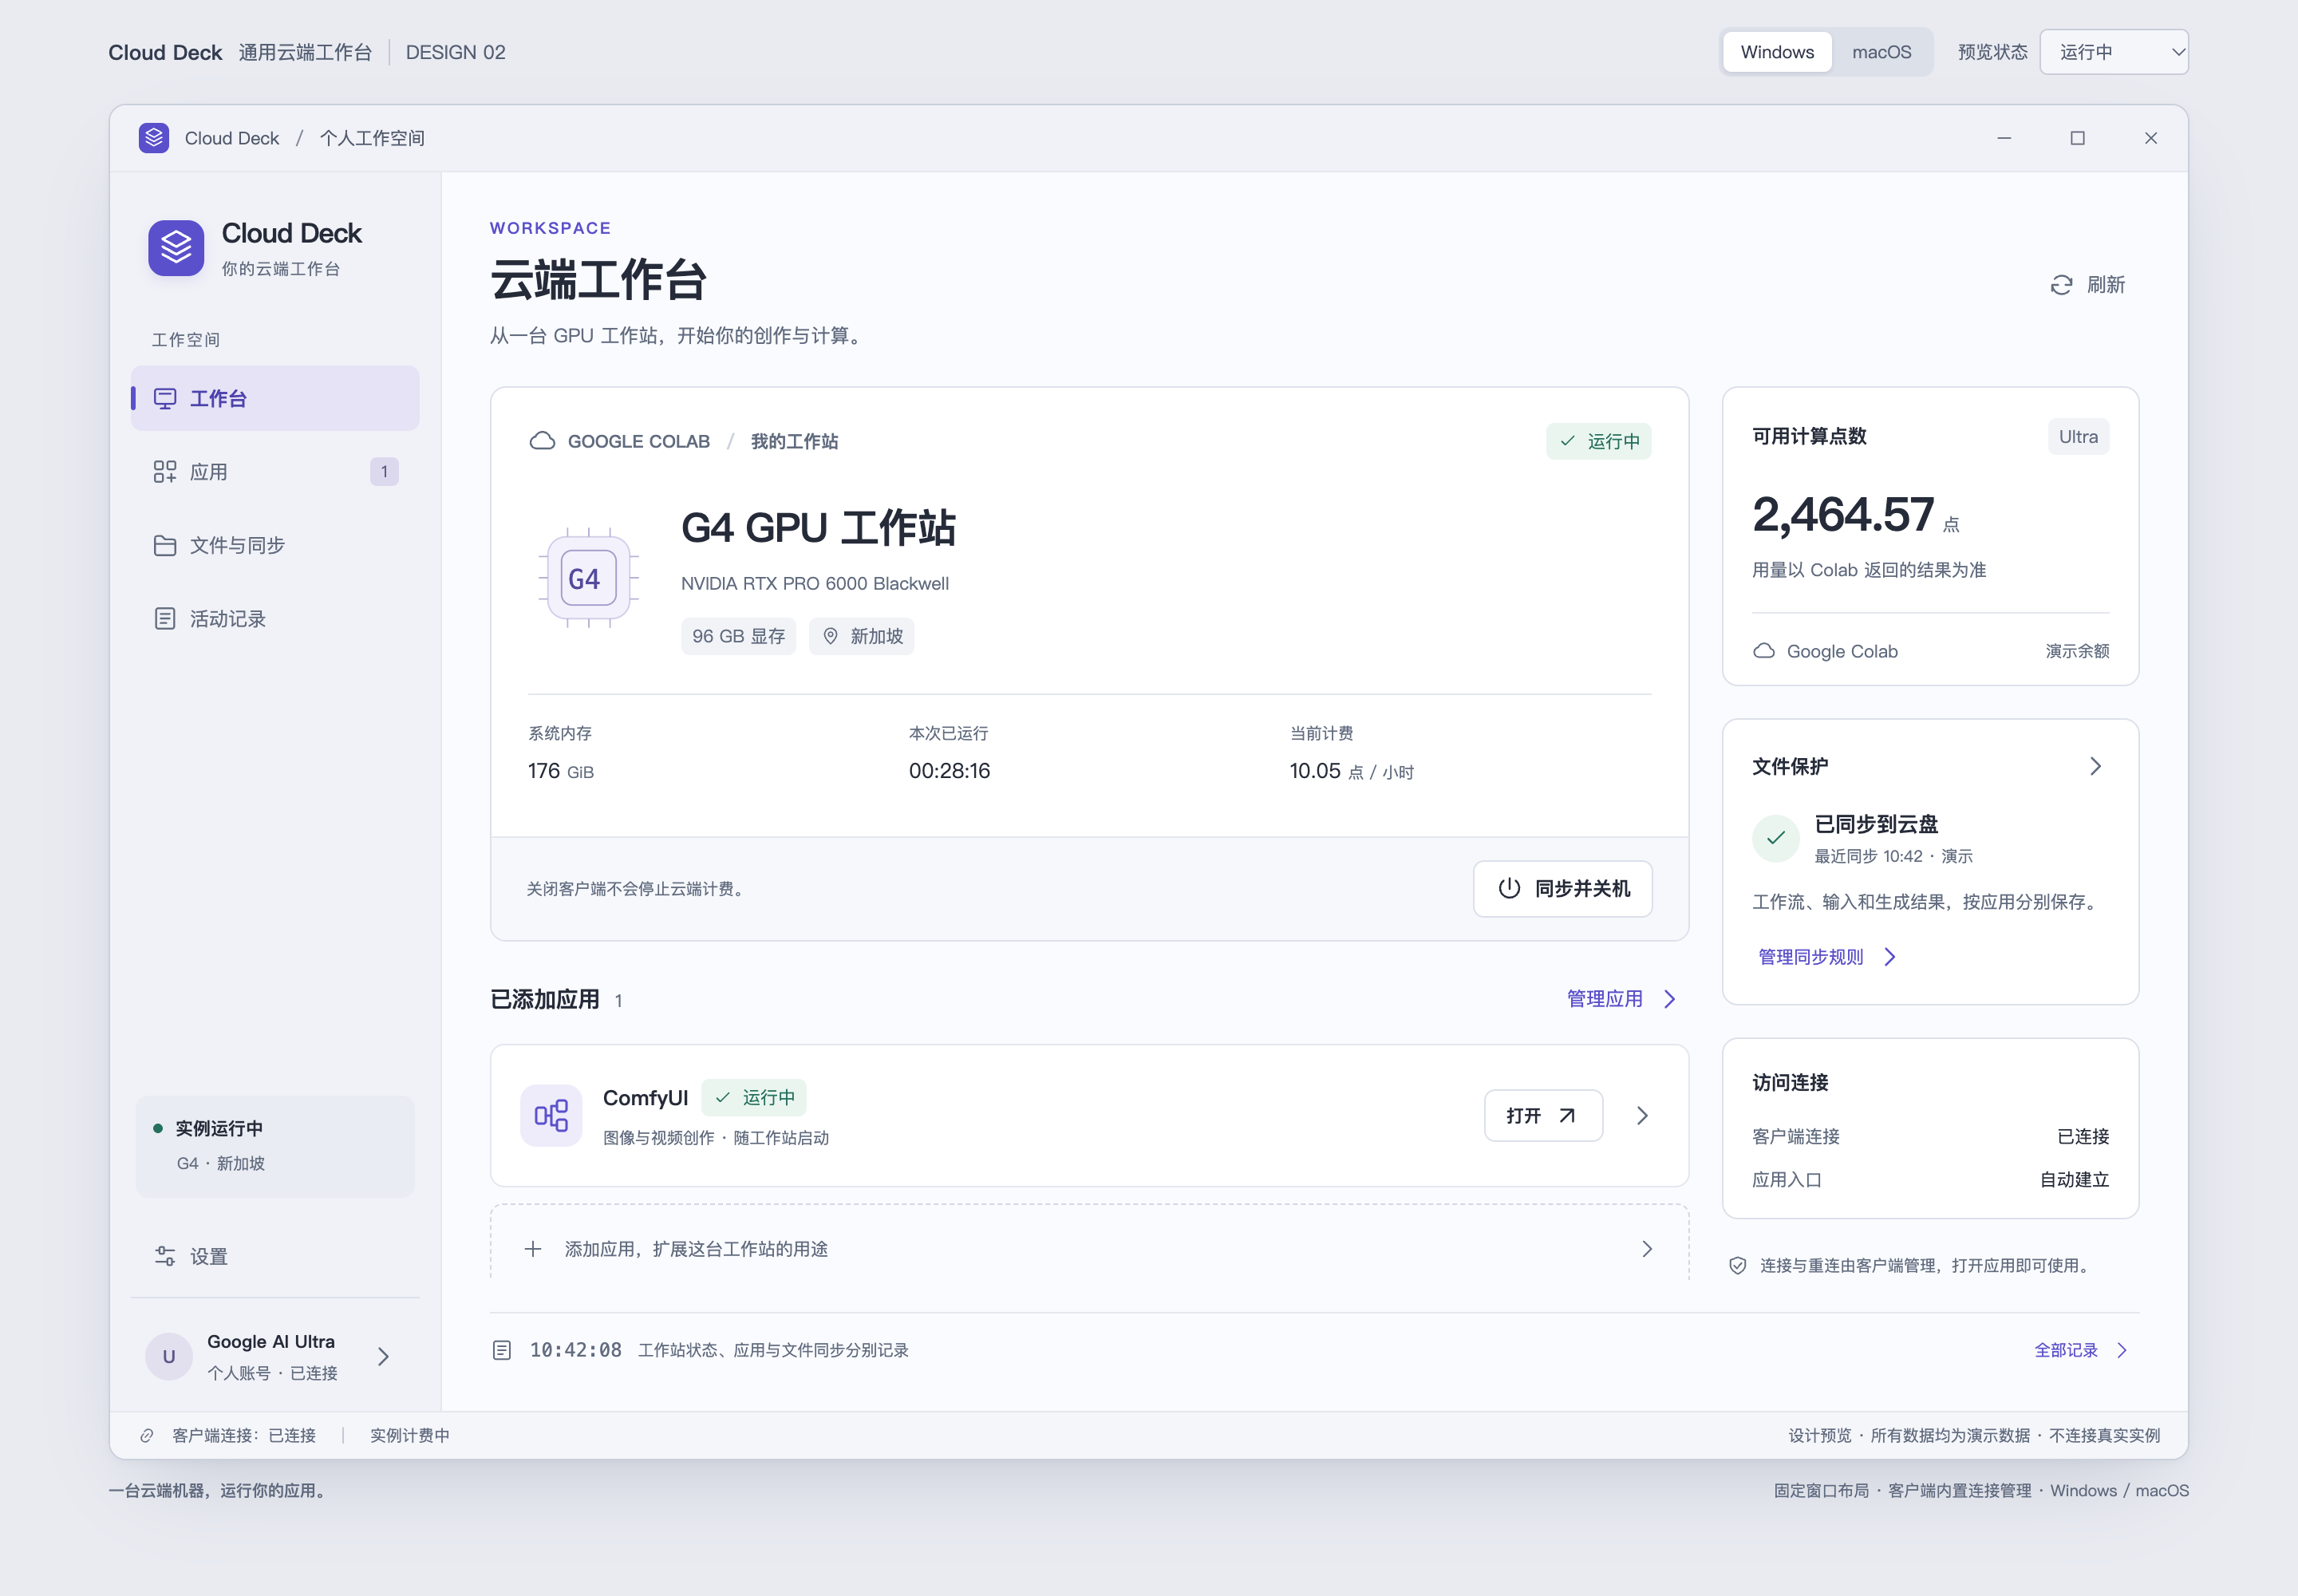 Cloud Deck 通用云端工作台 DESIGN 02
Windows macOS 预览状态 运行中
Cloud Deck / 个人工作空间
Cloud Deck
你的云端工作台
工作空间
工作台
应用 1
文件与同步
活动记录
实例运行中
G4 · 新加坡
设置
U
Google AI Ultra
个人账号 · 已连接
WORKSPACE
云端工作台
从一台 GPU 工作站，开始你的创作与计算。
刷新
GOOGLE COLAB / 我的工作站
运行中
G4
G4 GPU 工作站
NVIDIA RTX PRO 6000 Blackwell
96 GB 显存 新加坡
系统内存 本次已运行 当前计费
176 GiB 00:28:16 10.05 点 / 小时
关闭客户端不会停止云端计费。
同步并关机
已添加应用 1
管理应用
ComfyUI 运行中
图像与视频创作 · 随工作站启动
打开
添加应用，扩展这台工作站的用途
可用计算点数 Ultra
2,464.57 点
用量以 Colab 返回的结果为准
Google Colab 演示余额
文件保护
已同步到云盘
最近同步 10:42 · 演示
工作流、输入和生成结果，按应用分别保存。
管理同步规则
访问连接
客户端连接 已连接
应用入口 自动建立
连接与重连由客户端管理，打开应用即可使用。
10:42:08 工作站状态、应用与文件同步分别记录
全部记录
客户端连接：已连接 实例计费中
设计预览 · 所有数据均为演示数据 · 不连接真实实例
一台云端机器，运行你的应用。
固定窗口布局 · 客户端内置连接管理 · Windows / macOS